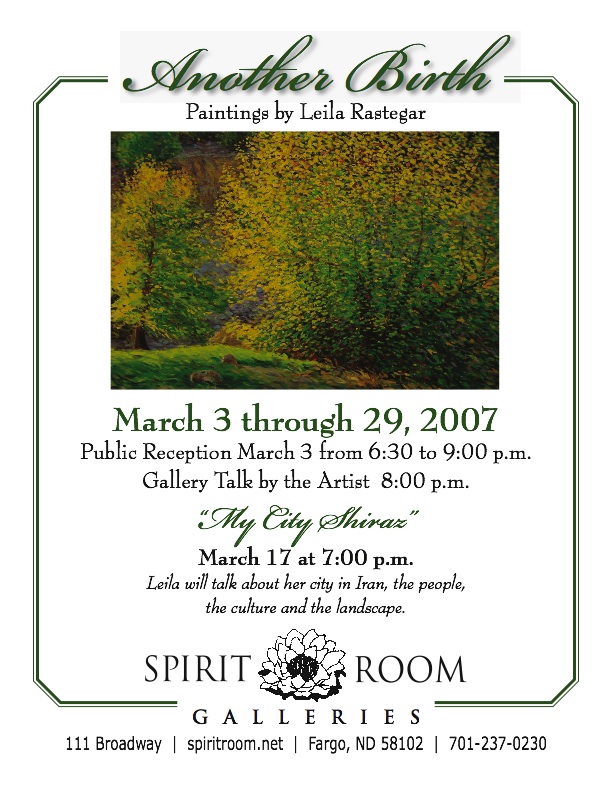 Another Birth
Paintings by Leila Rastegar
March 3 through 29, 2007
Public Reception March 3 from 6:30 to 9:00 p.m.
Gallery Talk by the Artist 8:00 p.m.
“My City Shiraz”
March 17 at 7:00 p.m.
Leila will talk about her city in Iran, the people,
the culture and the landscape.
SPIRIT ROOM
GALLERIES
111 Broadway | spiritroom.net | Fargo, ND 58102 | 701-237-0230